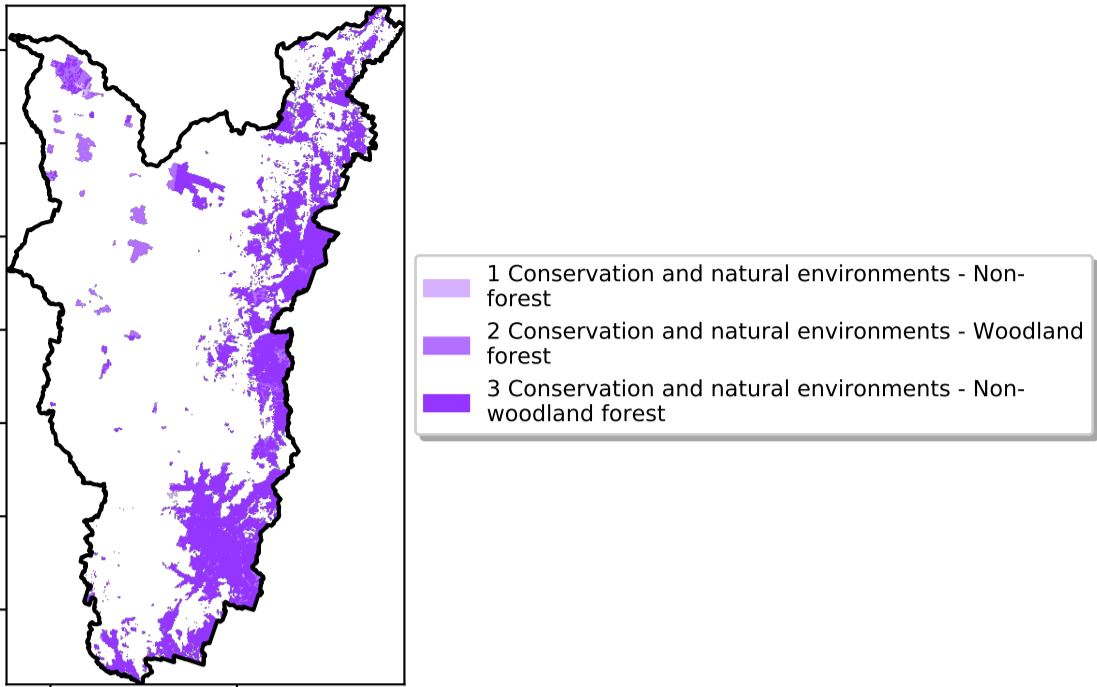 1 Conservation and natural environments - Non-
forest
2 Conservation and natural environments - Woodland
forest
3 Conservation and natural environments - Non-
woodland forest